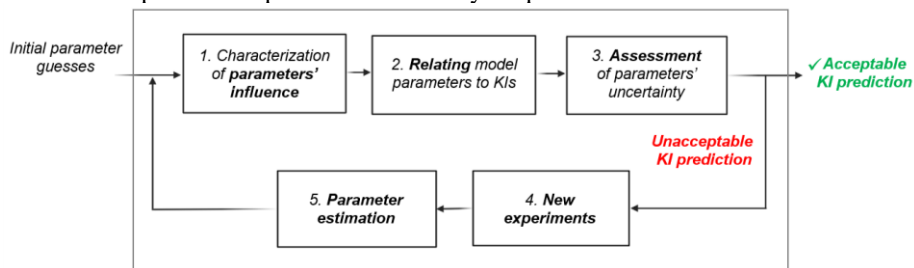 Initial parameter
guesses
1. Characterization
of parameters'
influence
2. Relating model
parameters to KIs
3. Assessment
of parameters'
uncertainty
✓ Acceptable
KI prediction
Unacceptable
KI prediction
5. Parameter
estimation
4. New
experiments